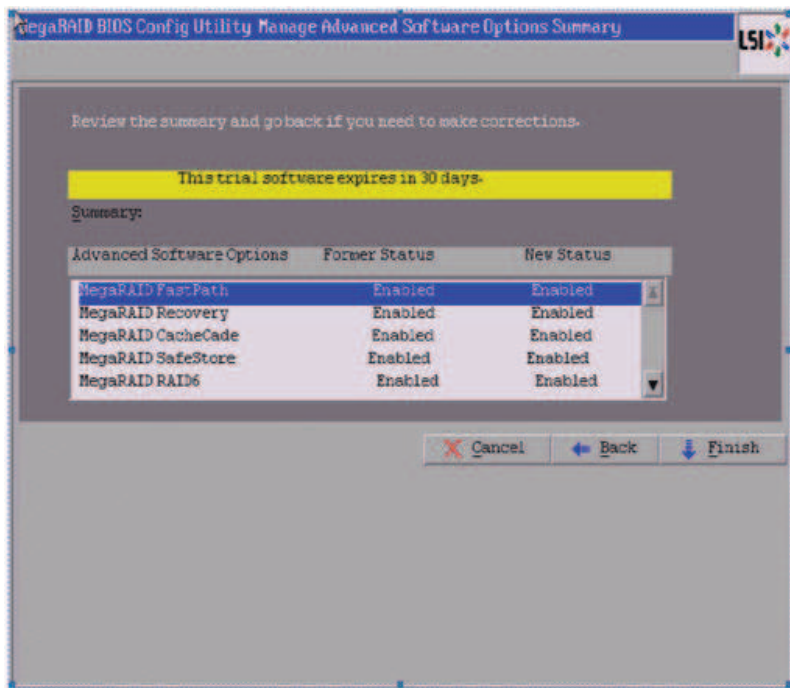 MegaRAID BIOS Config Utility Manage Advanced Software Options Summary
LSI
Review the summary and go back if you need to make corrections.
This trial software expires in 30 days.
Summary:
Advanced Software Options Former Status New Status
MegaRAID FastPath Enabled Enabled
MegaRAID Recovery Enabled Enabled
MegaRAID CacheCade Enabled Enabled
MegaRAID SafeStore Enabled Enabled
MegaRAID RAID6 Enabled Enabled
Cancel Back Finish